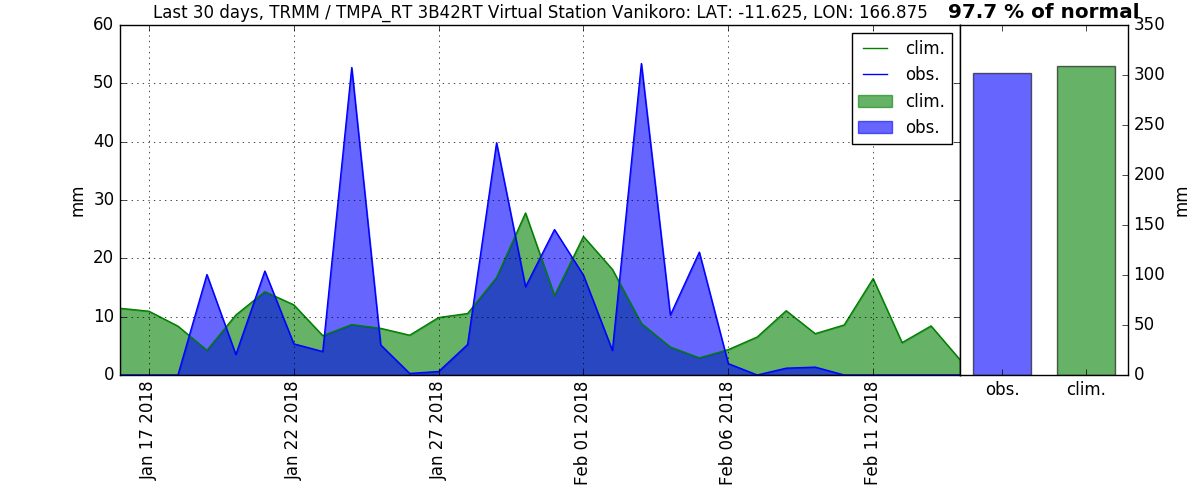 Last 30 days, TRMM / TMPA_RT 3B42RT Virtual Station Vanikoro: LAT: -11.625, LON: 166.875
97.7 % of normal
60
50
40
30
20
10
0
mm
clim.
obs.
clim.
obs.
Jan 17 2018
Jan 22 2018
Jan 27 2018
Feb 01 2018
Feb 06 2018
Feb 11 2018
350
300
250
200
150
100
50
0
mm
obs.
clim.